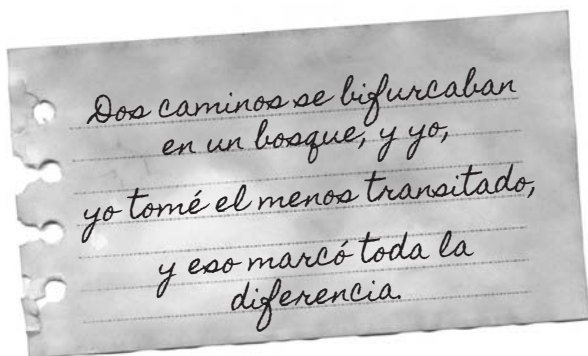 Dos caminos se bifurcaban
en un bosque, y yo,
yo tomé el menos transitado,
y eso marcó toda la
diferencia.